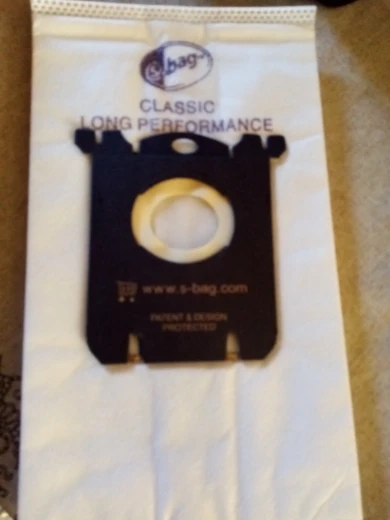 s-bag
CLASSIC
LONG PERFORMANCE
www.s-bag.com
PATENT & DESIGN
PROTECTED